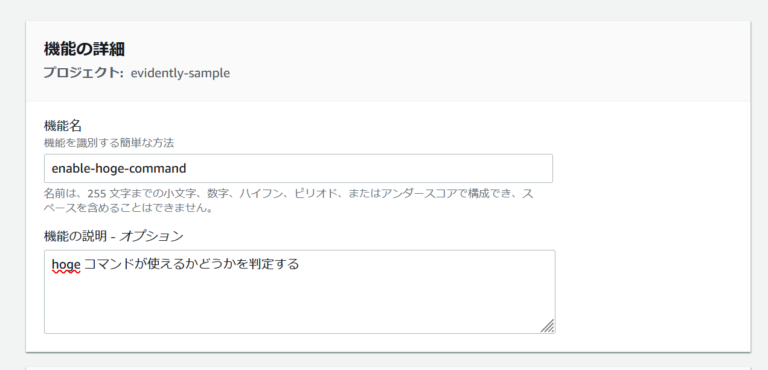 機能の詳細
プロジェクト: evidently-sample
機能名
機能を識別する簡単な方法
enable-hoge-command
名前は、255 文字までの小文字、数字、ハイフン、ピリオド、またはアンダースコアで構成でき、ス
ペースを含めることはできません。
機能の説明 - オプション
hoge コマンドが使えるかどうかを判定する